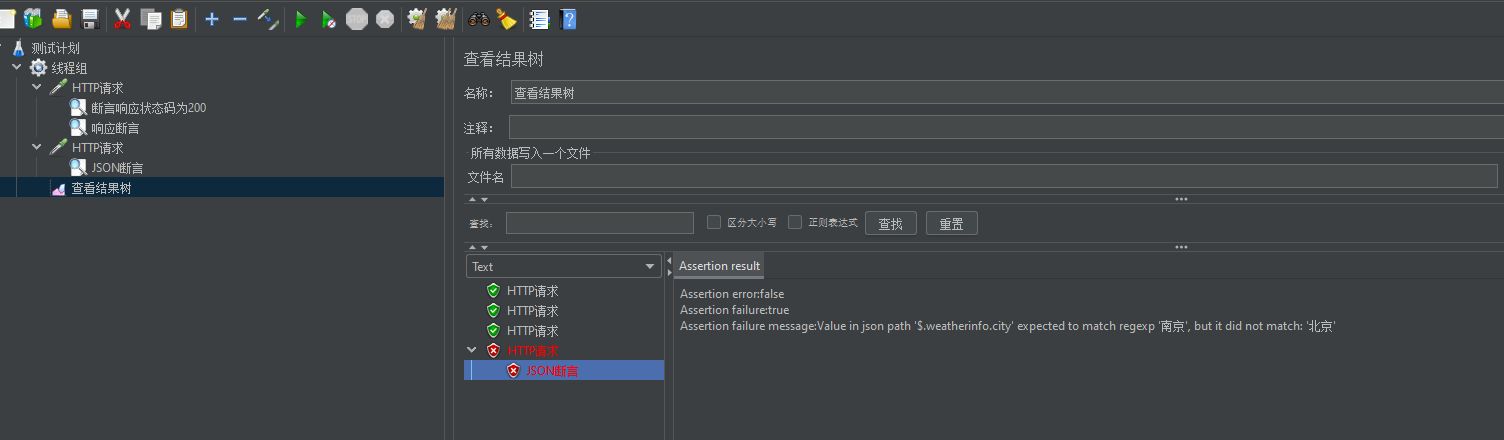 STOP
测试计划
线程组
HTTP请求
断言响应状态码为200
响应断言
HTTP请求
JSON断言
查看结果树
查看结果树
名称：
查看结果树
注释：
所有数据写入一个文件
文件名
查找：
区分大小写
正则表达式
查找
重置
Text
HTTP请求
HTTP请求
HTTP请求
HTTP请求
JSON断言
Assertion result
Assertion error:false
Assertion failure:true
Assertion failure message:Value in json path '$.weatherinfo.city' expected to match regexp '南京', but it did not match: '北京'